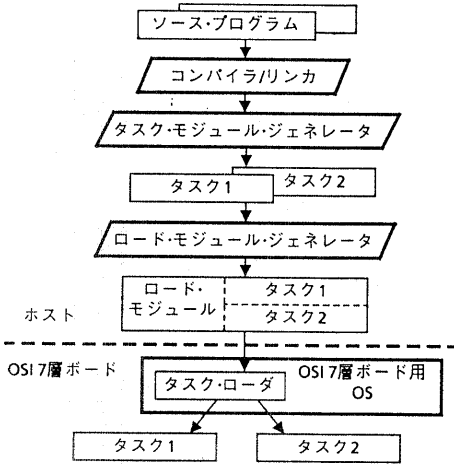 ソース・プログラム
コンパイラ/リンカ
タスク・モジュール・ジェネレータ
タスク1
タスク2
ロード・モジュール・ジェネレータ
ロード・
モジュール
タスク1
タスク2
ホスト
OSI 7層ボード
タスク・ローダ
OSI 7層ボード用
OS
タスク1
タスク2